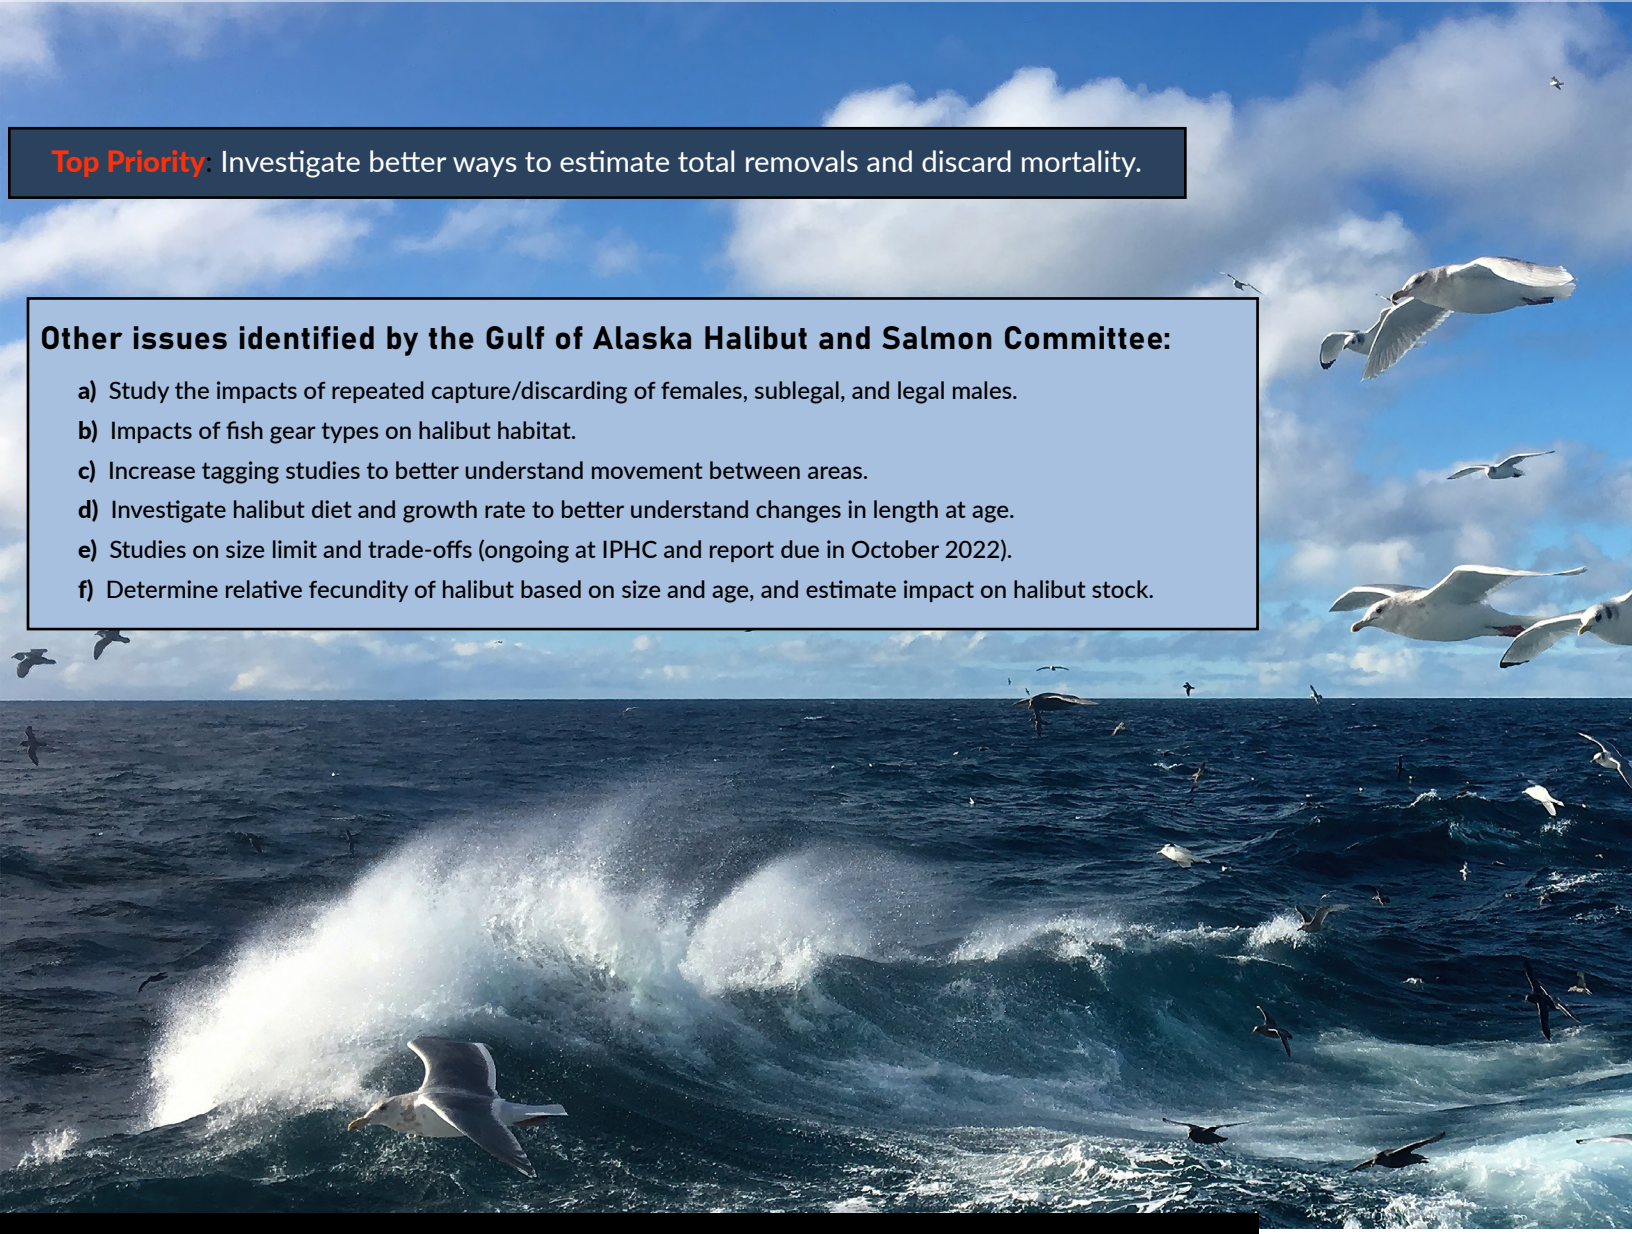 Top Priority: Investigate better ways to estimate total removals and discard mortality.
Other issues identified by the Gulf of Alaska Halibut and Salmon Committee:
a) Study the impacts of repeated capture/discarding of females, sublegal, and legal males.
b) Impacts of fish gear types on halibut habitat.
c) Increase tagging studies to better understand movement between areas.
d) Investigate halibut diet and growth rate to better understand changes in length at age.
e) Studies on size limit and trade-offs (ongoing at IPHC and report due in October 2022).
f) Determine relative fecundity of halibut based on size and age, and estimate impact on halibut stock.